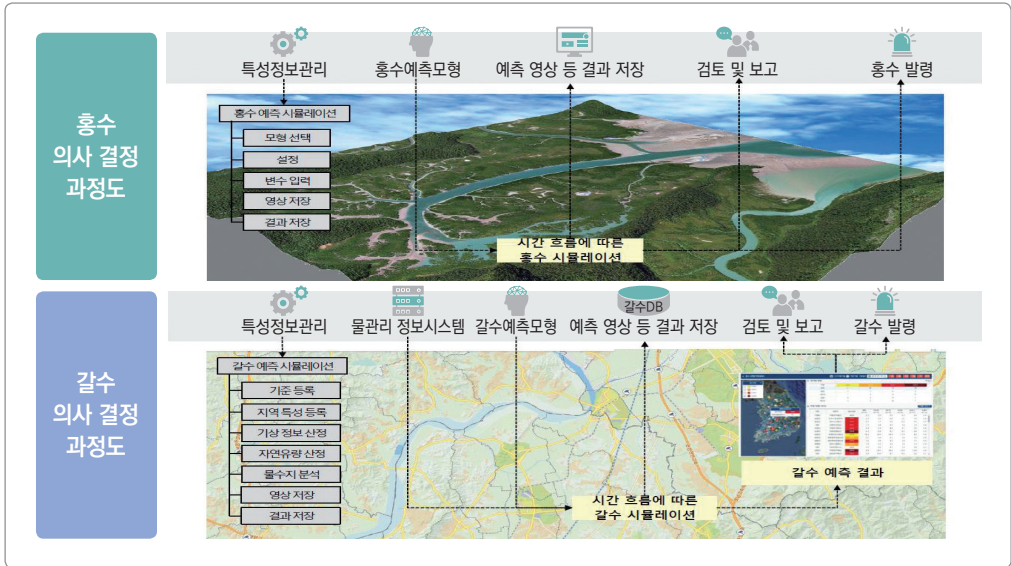 홍수
의사 결정
과정도
특성정보관리
홍수예측모형
예측 영상 등 결과 저장
검토 및 보고
홍수 발령
홍수 예측 시뮬레이션
모형 선택
설정
변수 입력
영상 저장
결과 저장
시간 흐름에 따른
홍수 시뮬레이션
갈수
의사 결정
과정도
특성정보관리
물관리 정보시스템
갈수예측모형
갈수DB
예측 영상 등 결과 저장
검토 및 보고
갈수 발령
갈수 예측 시뮬레이션
기준 등록
지역 특성 등록
기상 정보 산정
자연유량 산정
물수지 분석
영상 저장
결과 저장
시간 흐름에 따른
갈수 시뮬레이션
갈수 예측 결과